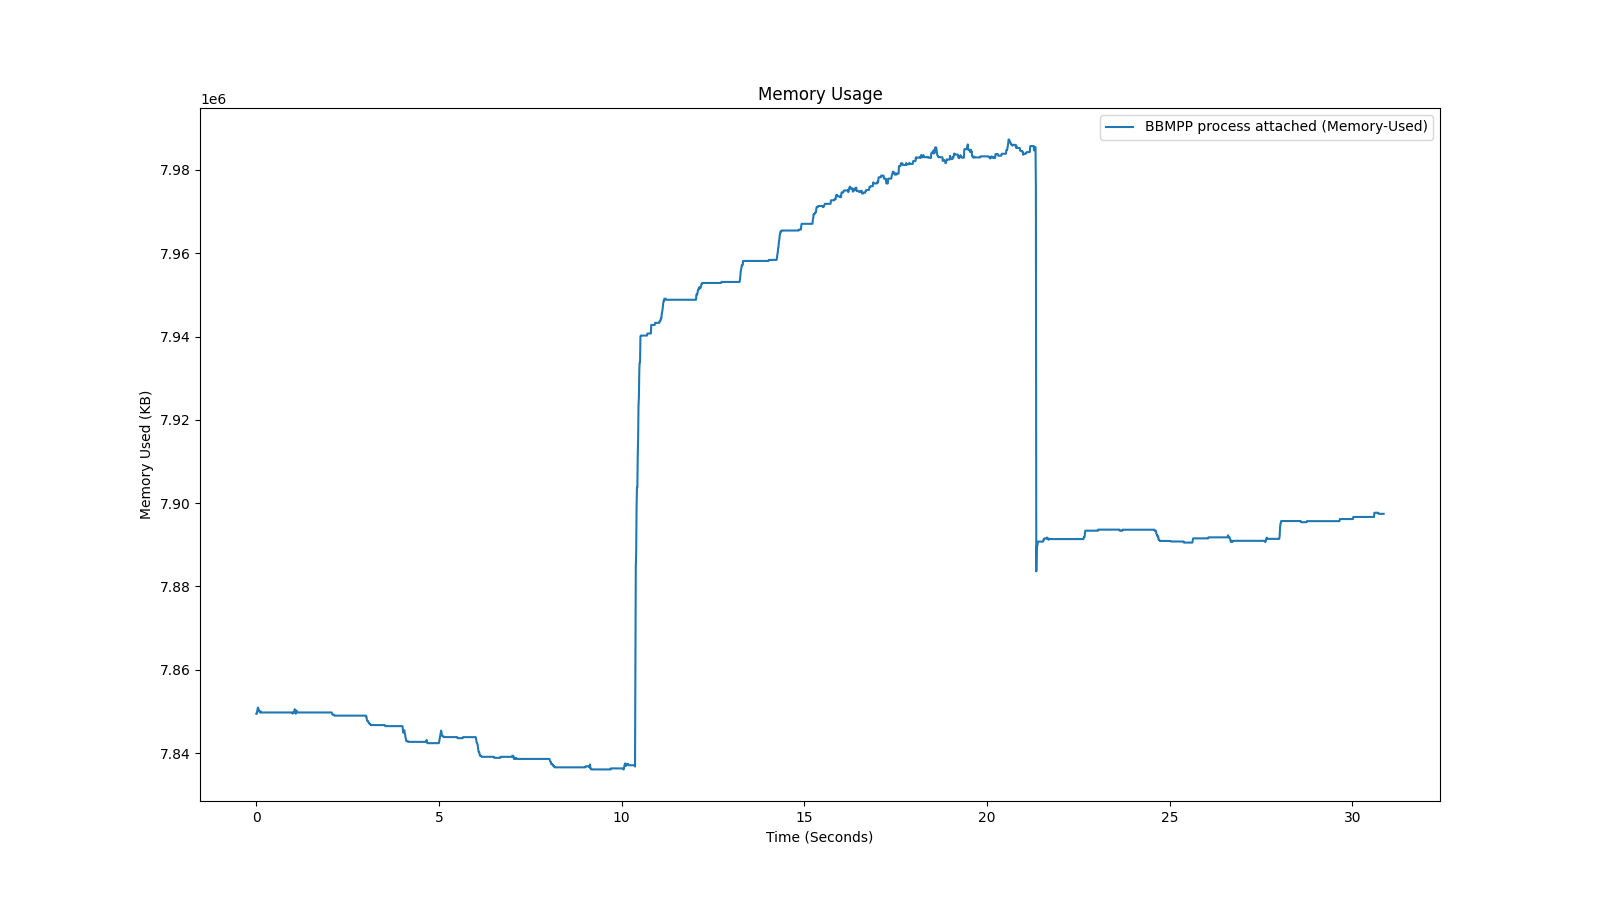 Memory Usage
1e6
BBMPP process attached (Memory-Used)
7.98
7.96
7.94
7.92
7.90
7.88
7.86
7.84
Memory Used (KB)
0 5 10 15 20 25 30
Time (Seconds)